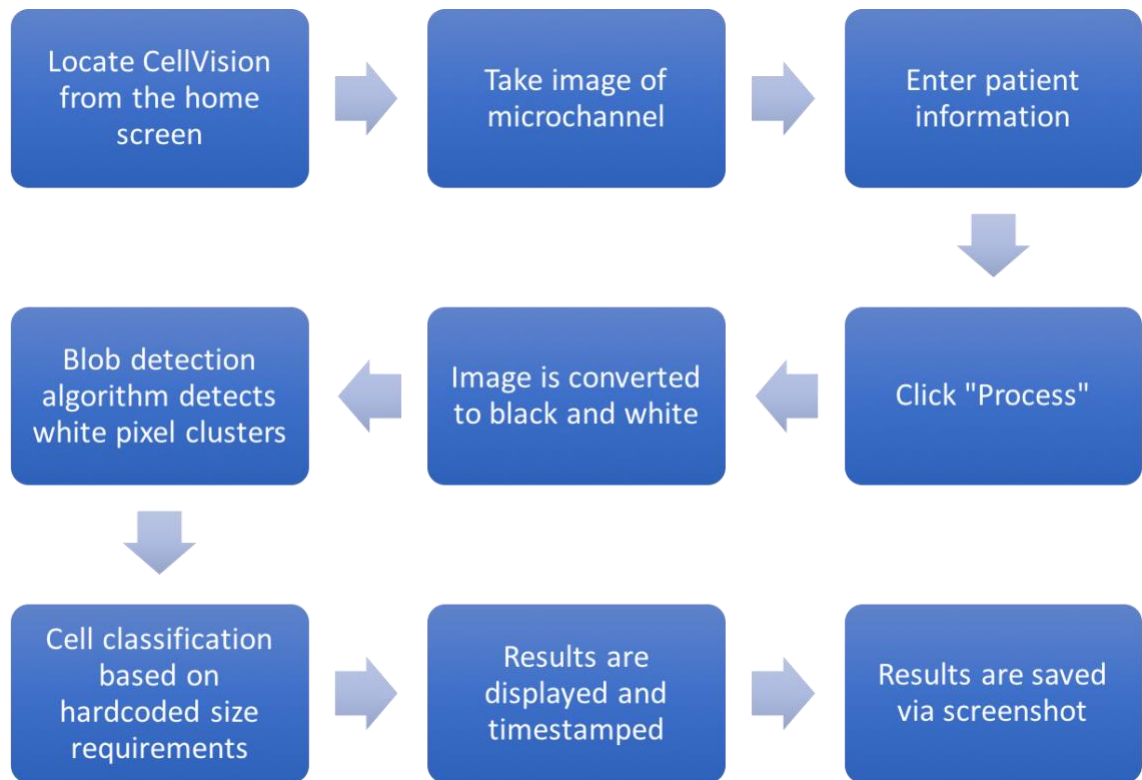 Locate CellVision
from the home
screen
Take image of
microchannel
Enter patient
information
Click "Process"
Image is converted
to black and white
Blob detection
algorithm detects
white pixel clusters
Cell classification
based on
hardcoded size
requirements
Results are
displayed and
timestamped
Results are saved
via screenshot